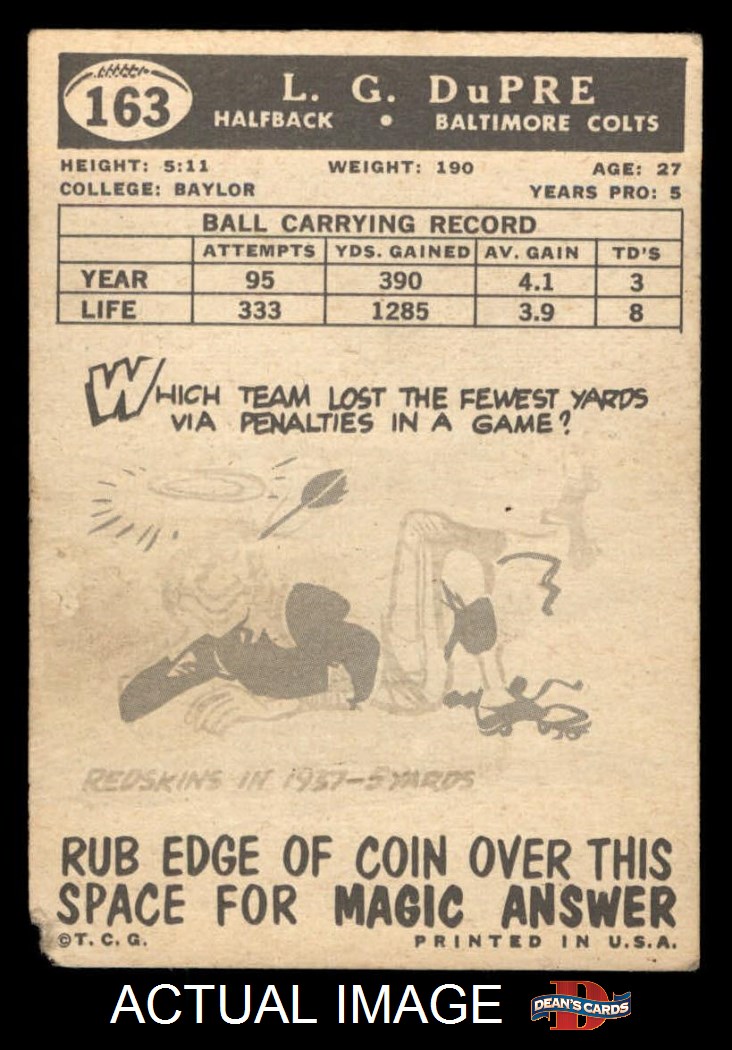 163
L. G. DuPRE
HALFBACK • BALTIMORE COLTS
HEIGHT: 5:11 WEIGHT: 190 AGE: 27
COLLEGE: BAYLOR YEARS PRO: 5
BALL CARRYING RECORD
ATTEMPTS YDS. GAINED AV. GAIN TD'S
YEAR 95 390 4.1 3
LIFE 333 1285 3.9 8
WHICH TEAM LOST THE FEWEST YARDS
VIA PENALTIES IN A GAME?
REDSKINS IN 1937-5 YARDS
RUB EDGE OF COIN OVER THIS
SPACE FOR MAGIC ANSWER
©T. C. G. PRINTED IN U.S.A.
ACTUAL IMAGE
D
DEAN'S CARDS